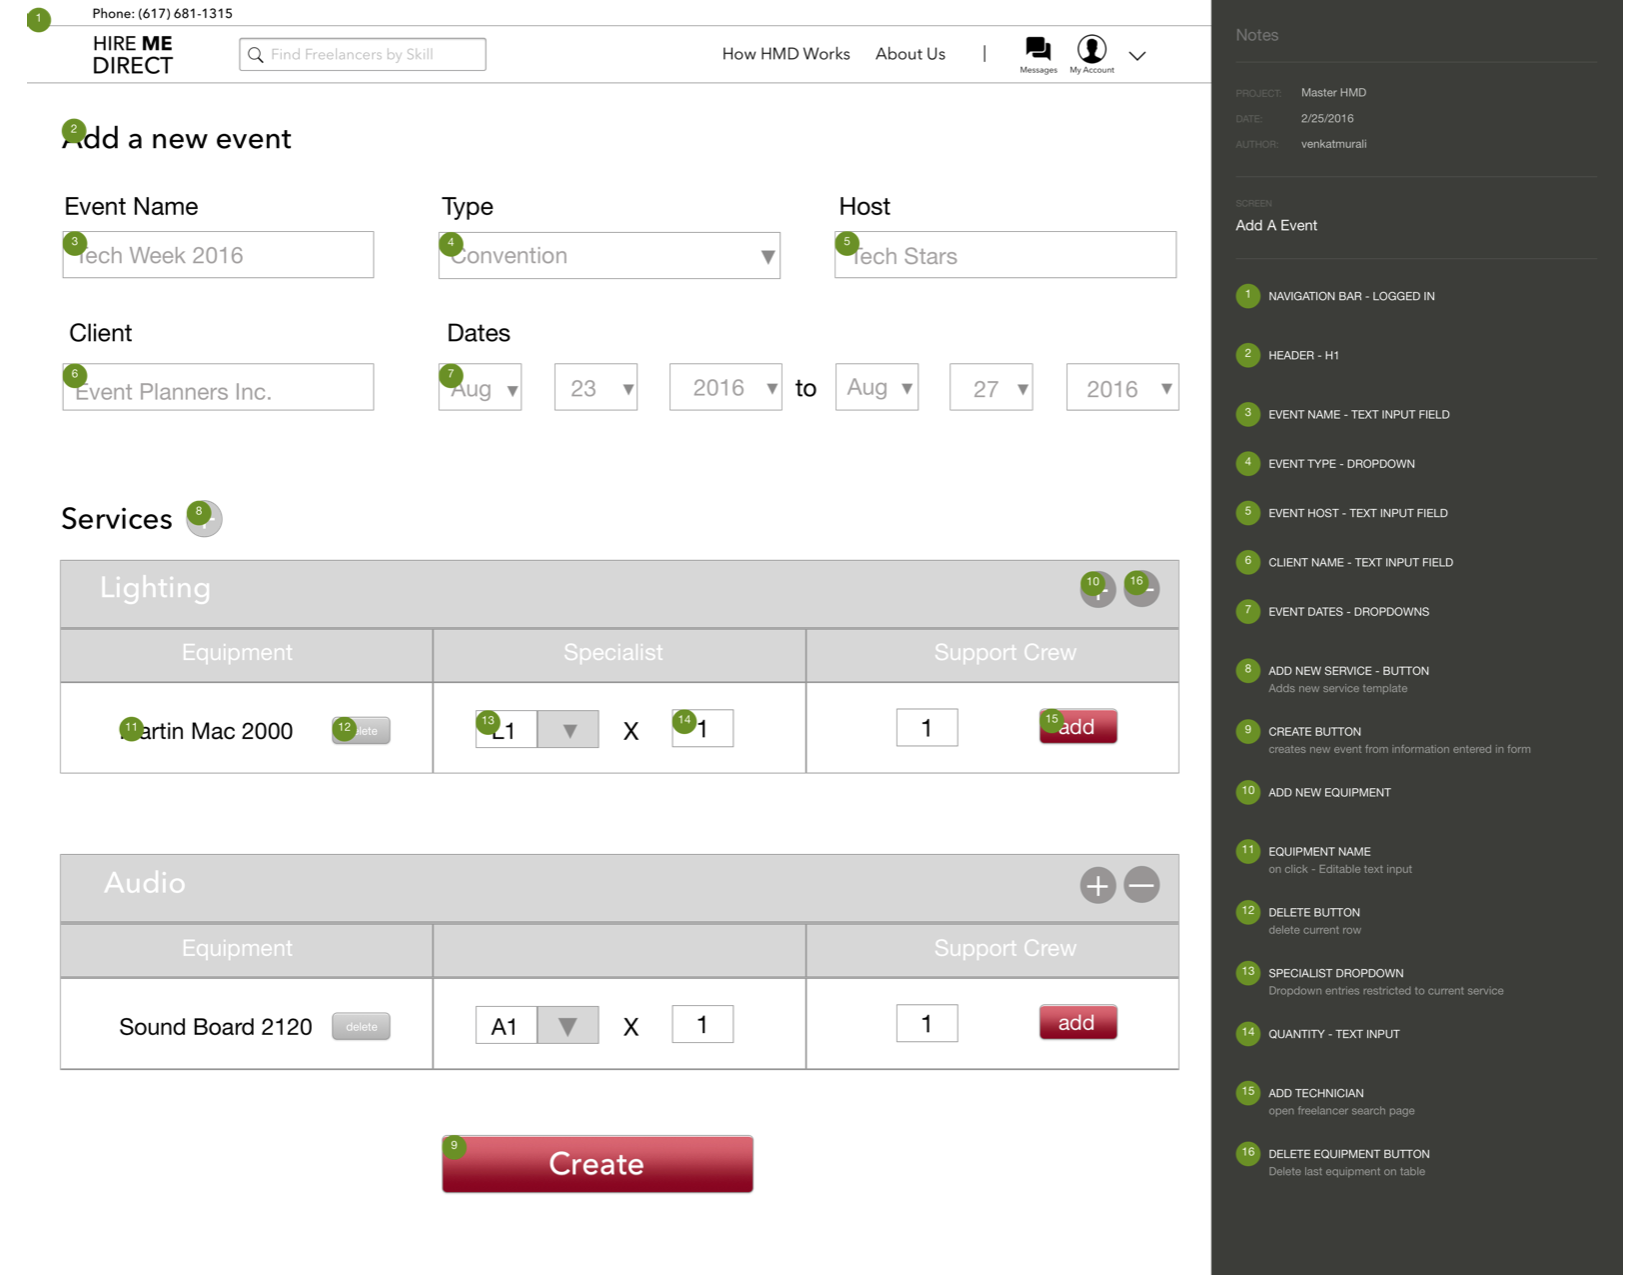 Phone: (617) 681-1315
1
HIRE ME
DIRECT
Find Freelancers by Skill
How HMD Works
About Us
|
Messages
My Account
2
Add a new event
Event Name
Type
Host
3
Tech Week 2016
4
Convention
5
Tech Stars
Client
Dates
6
Event Planners Inc.
7
Aug
23
2016
to
Aug
27
2016
Services
8
Lighting
10
16
Equipment
Specialist
Support Crew
11
Martin Mac 2000
12
delete
13
L1
X
14
1
1
15
add
Audio
Equipment
Support Crew
Sound Board 2120
delete
A1
X
1
1
add
9
Create
Notes
PROJECT: Master HMD
DATE: 2/25/2016
AUTHOR: venkatmurali
SCREEN
Add A Event
1 NAVIGATION BAR - LOGGED IN
2 HEADER - H1
3 EVENT NAME - TEXT INPUT FIELD
4 EVENT TYPE - DROPDOWN
5 EVENT HOST - TEXT INPUT FIELD
6 CLIENT NAME - TEXT INPUT FIELD
7 EVENT DATES - DROPDOWNS
8 ADD NEW SERVICE - BUTTON
Adds new service template
9 CREATE BUTTON
creates new event from information entered in form
10 ADD NEW EQUIPMENT
11 EQUIPMENT NAME
on click - Editable text input
12 DELETE BUTTON
delete current row
13 SPECIALIST DROPDOWN
Dropdown entries restricted to current service
14 QUANTITY - TEXT INPUT
15 ADD TECHNICIAN
open freelancer search page
16 DELETE EQUIPMENT BUTTON
Delete last equipment on table